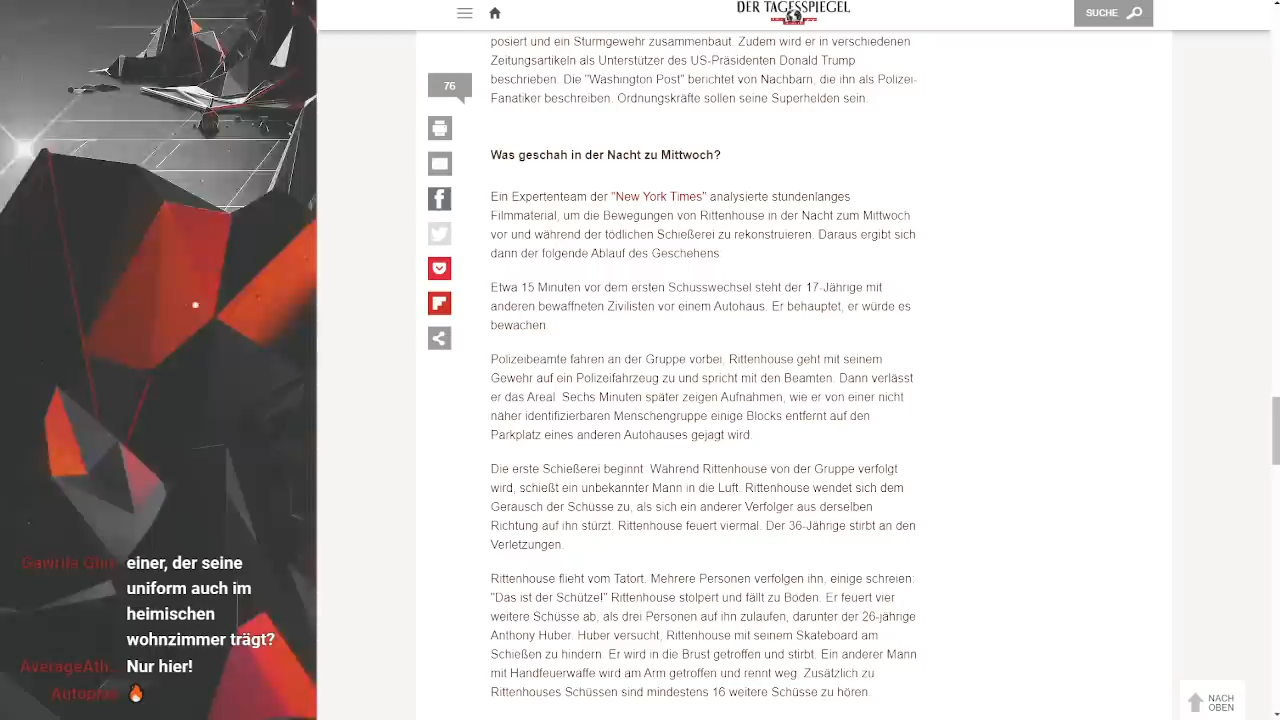 DER TAGESSPIEGEL
SUCHE
posiert und ein Sturmgewehr zusammenbaut. Zudem wird er in verschiedenen
Zeitungsartikeln als Unterstützer des US-Präsidenten Donald Trump
beschrieben. Die "Washington Post" berichtet von Nachbarn, die ihn als Polizei-
Fanatiker beschreiben. Ordnungskräfte sollen seine Superhelden sein.
76
Was geschah in der Nacht zu Mittwoch?
Ein Expertenteam der "New York Times" analysierte stundenlanges
Filmmaterial, um die Bewegungen von Rittenhouse in der Nacht zum Mittwoch
vor und während der tödlichen Schießerei zu rekonstruieren. Daraus ergibt sich
dann der folgende Ablauf des Geschehens:
Etwa 15 Minuten vor dem ersten Schusswechsel steht der 17-Jährige mit
anderen bewaffneten Zivilisten vor einem Autohaus. Er behauptet, er würde es
bewachen.
Polizeibeamte fahren an der Gruppe vorbei, Rittenhouse geht mit seinem
Gewehr auf ein Polizeifahrzeug zu und spricht mit den Beamten. Dann verlässt
er das Areal. Sechs Minuten später zeigen Aufnahmen, wie er von einer nicht
näher identifizierbaren Menschengruppe einige Blocks entfernt auf den
Parkplatz eines anderen Autohauses gejagt wird.
Die erste Schießerei beginnt: Während Rittenhouse von der Gruppe verfolgt
wird, schießt ein unbekannter Mann in die Luft. Rittenhouse wendet sich dem
Geräusch der Schüsse zu, als sich ein anderer Verfolger aus derselben
Richtung auf ihn stürzt. Rittenhouse feuert viermal. Der 36-Jährige stirbt an den
Verletzungen.
Rittenhouse flieht vom Tatort. Mehrere Personen verfolgen ihn, einige schreien:
"Das ist der Schütze!" Rittenhouse stolpert und fällt zu Boden. Er feuert vier
weitere Schüsse ab, als drei Personen auf ihn zulaufen, darunter der 26-jährige
Anthony Huber. Huber versucht, Rittenhouse mit seinem Skateboard am
Schießen zu hindern. Er wird in die Brust getroffen und stirbt. Ein anderer Mann
mit Handfeuerwaffe wird am Arm getroffen und rennt weg. Zusätzlich zu
Rittenhouses Schüssen sind mindestens 16 weitere Schüsse zu hören.
NACH
OBEN
einer, der seine
uniform auch im
heimischen
wohnzimmer trägt?
AverageAth... Nur hier!